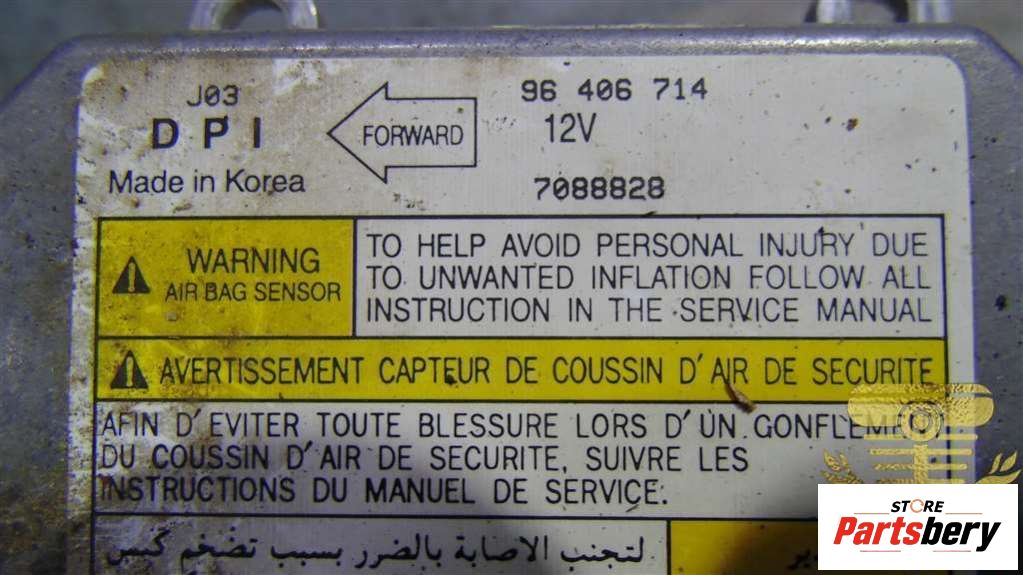 J03
DPI
Made in Korea
FORWARD
96 406 714
12V
7088828
WARNING
AIR BAG SENSOR
TO HELP AVOID PERSONAL INJURY DUE
TO UNWANTED INFLATION FOLLOW ALL
INSTRUCTION IN THE SERVICE MANUAL
AVERTISSEMENT CAPTEUR DE COUSSIN D'AIR DE SECURITE
AFIN D'EVITER TOUTE BLESSURE LORS D'UN GONFLEMENT
DU COUSSIN D'AIR DE SECURITE, SUIVRE LES
INSTRUCTIONS DU MANUEL DE SERVICE.
لتجنب الاصابة بالضرر بسبب تضخم كيس
STORE
Partsbery